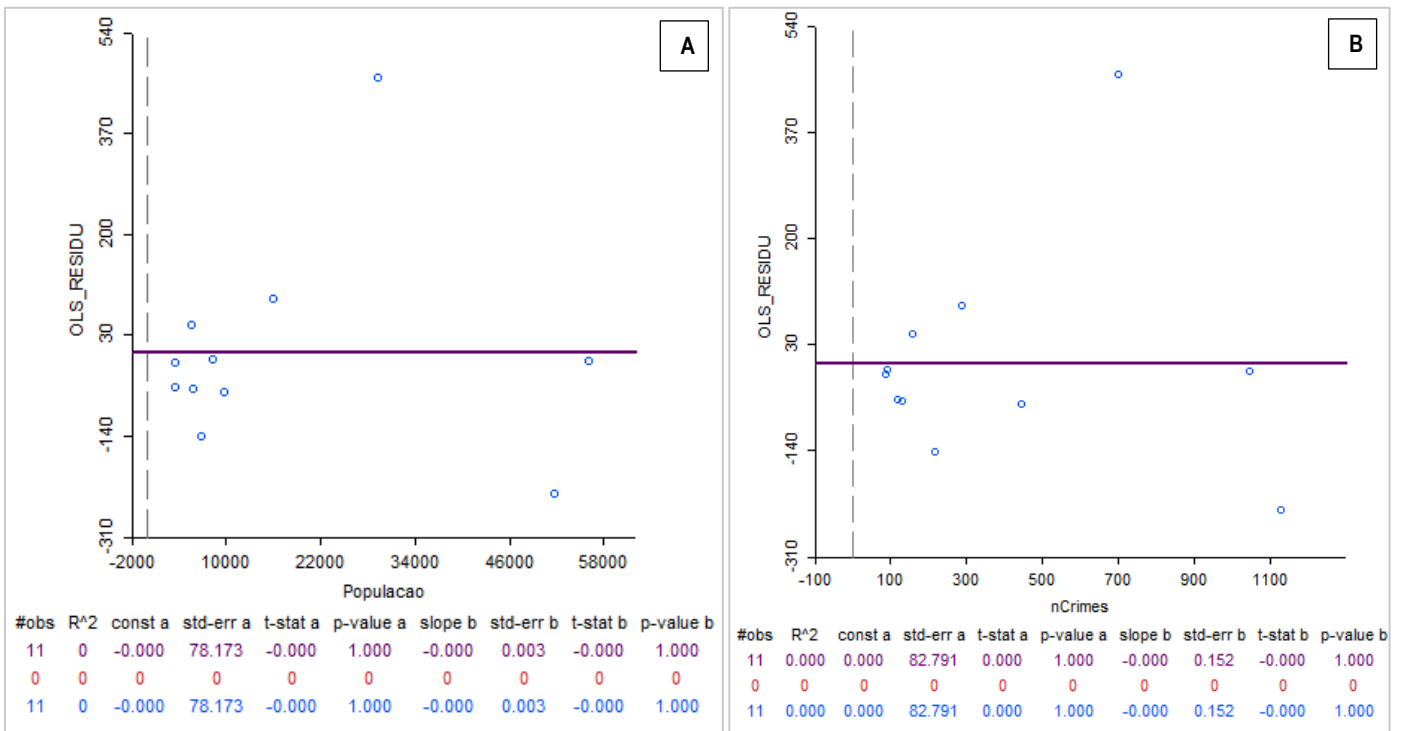 A
540
370
200
30
-140
-310
OLS_RESIDU
-2000 10000 22000 34000 46000 58000
Populacao
#obs R^2 const a std-err a t-stat a p-value a slope b std-err b t-stat b p-value b
11 0 -0.000 78.173 -0.000 1.000 -0.000 0.003 -0.000 1.000
0 0 0 0 0 0 0 0 0 0
11 0 -0.000 78.173 -0.000 1.000 -0.000 0.003 -0.000 1.000
B
540
370
200
30
-140
-310
OLS_RESIDU
-100 100 300 500 700 900 1100
nCrimes
#obs R^2 const a std-err a t-stat a p-value a slope b std-err b t-stat b p-value b
11 0.000 0.000 82.791 0.000 1.000 -0.000 0.152 -0.000 1.000
0 0 0 0 0 0 0 0 0 0
11 0.000 0.000 82.791 0.000 1.000 -0.000 0.152 -0.000 1.000